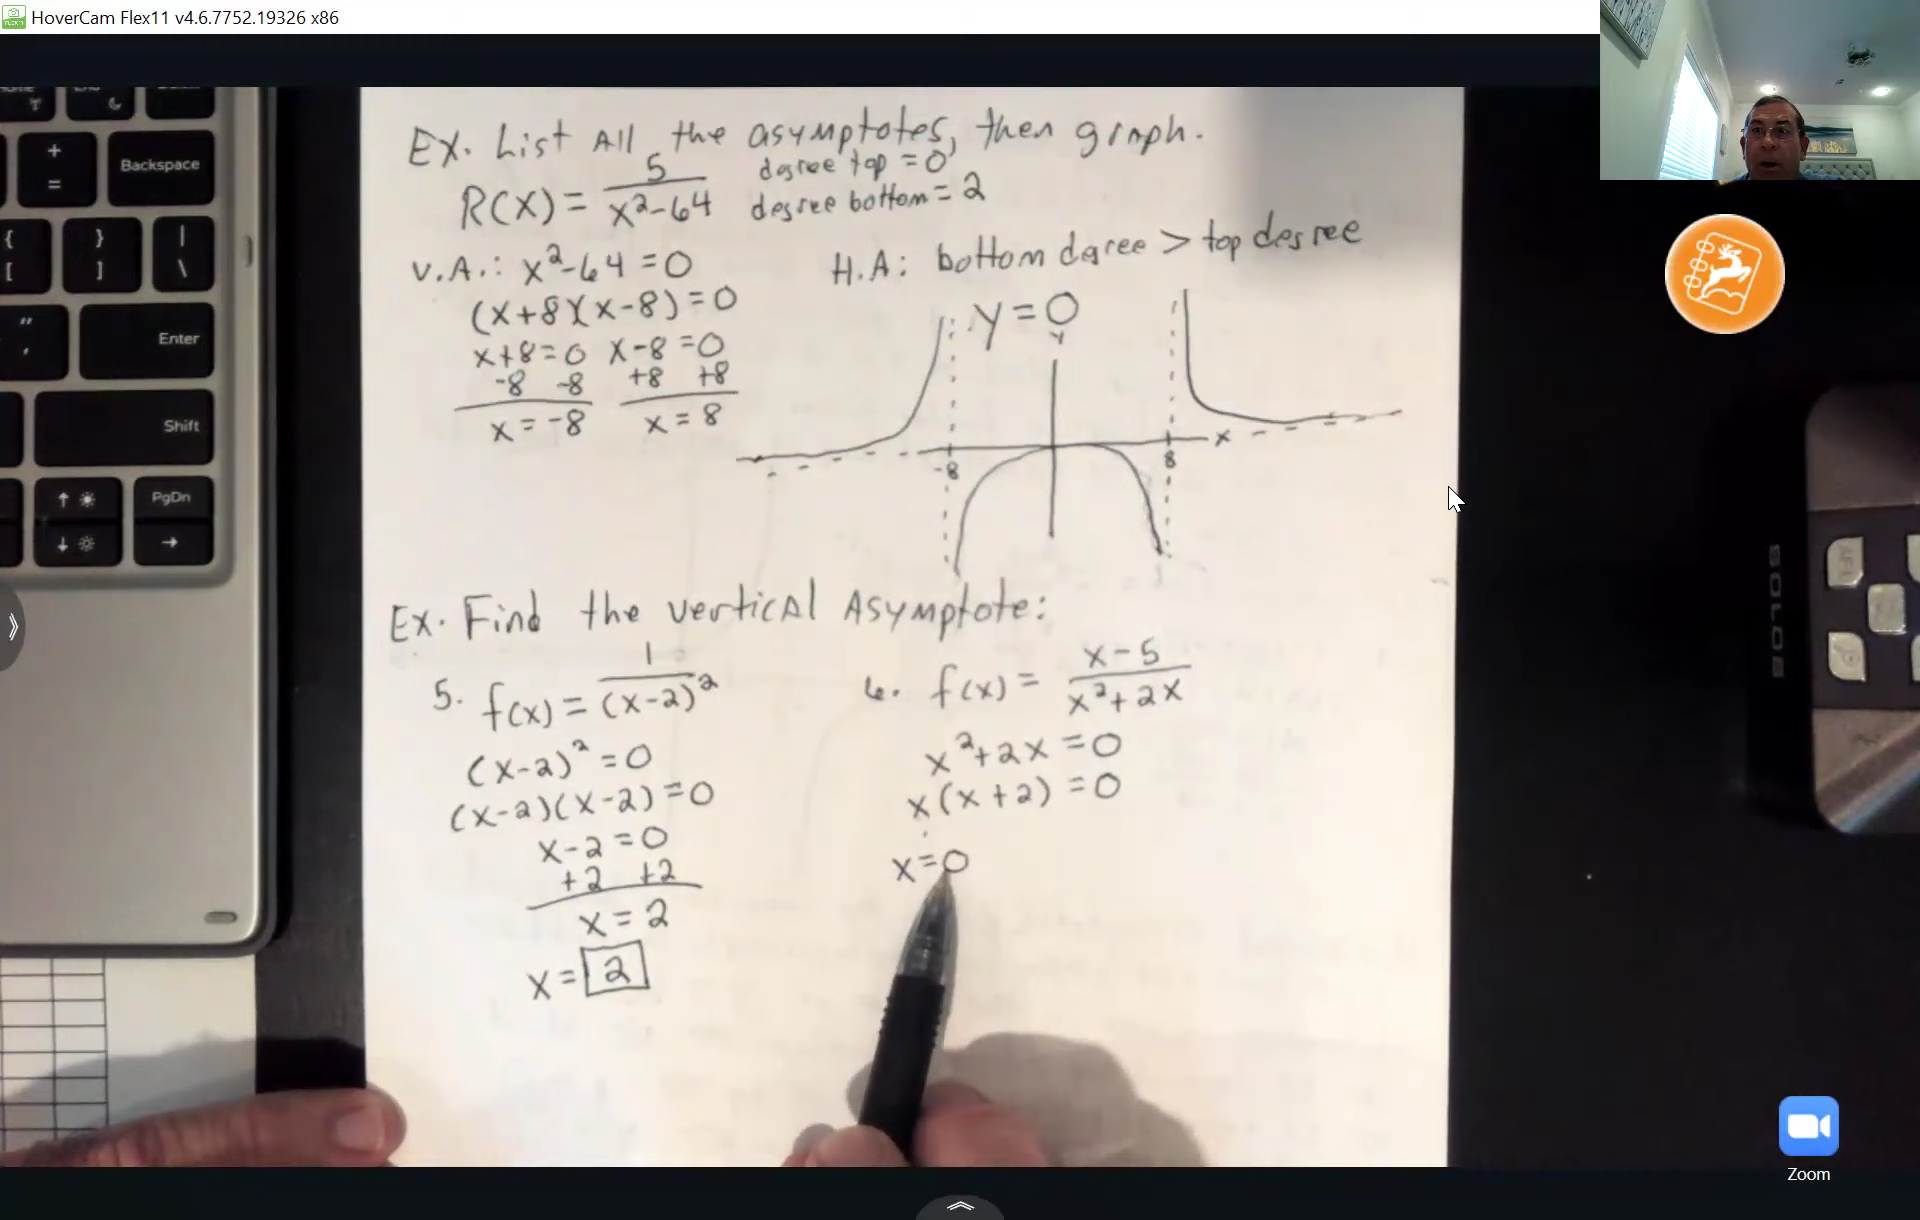 HoverCam Flex11 v4.6.7752.19326 x86
Ex. List All the asymptotes, then graph.
R(x) = 5/(x²-64)
degree top = 0
degree bottom = 2
V.A.: x²-64 = 0
(x+8)(x-8) = 0
x+8=0 x-8=0
-8 -8 +8 +8
x = -8 x = 8
H.A: bottom dgree > top degree
y = 0
y
x
-8
8
Ex. Find the vertical Asymptote:
5. f(x) = 1/(x-2)²
(x-2)² = 0
(x-2)(x-2) = 0
x-2 = 0
+2 +2
x = 2
x = 2
6. f(x) = (x-5)/(x²+2x)
x²+2x = 0
x(x+2) = 0
x=0
+
=
Backspace
{
[
}
]
|
\
"
,
Enter
Shift
PgDn
SOLOS
Zoom